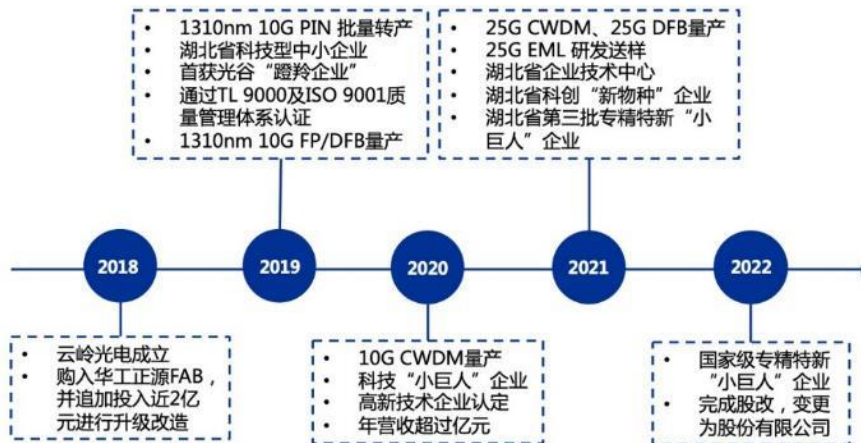 • 1310nm 10G PIN 批量转产
• 湖北省科技型中小企业
• 首获光谷“蹬羚企业”
• 通过TL 9000及ISO 9001质
量管理体系认证
• 1310nm 10G FP/DFB量产
• 25G CWDM、25G DFB量产
• 25G EML 研发送样
• 湖北省企业技术中心
• 湖北省科创“新物种”企业
• 湖北省第三批专精特新“小
巨人”企业
2018
2019
2020
2021
2022
• 云岭光电成立
• 购入华工正源FAB，
并追加投入近2亿
元进行升级改造
• 10G CWDM量产
• 科技“小巨人”企业
• 高新技术企业认定
• 年营收超过亿元
• 国家级专精特新
“小巨人”企业
• 完成股改，变更
为股份有限公司